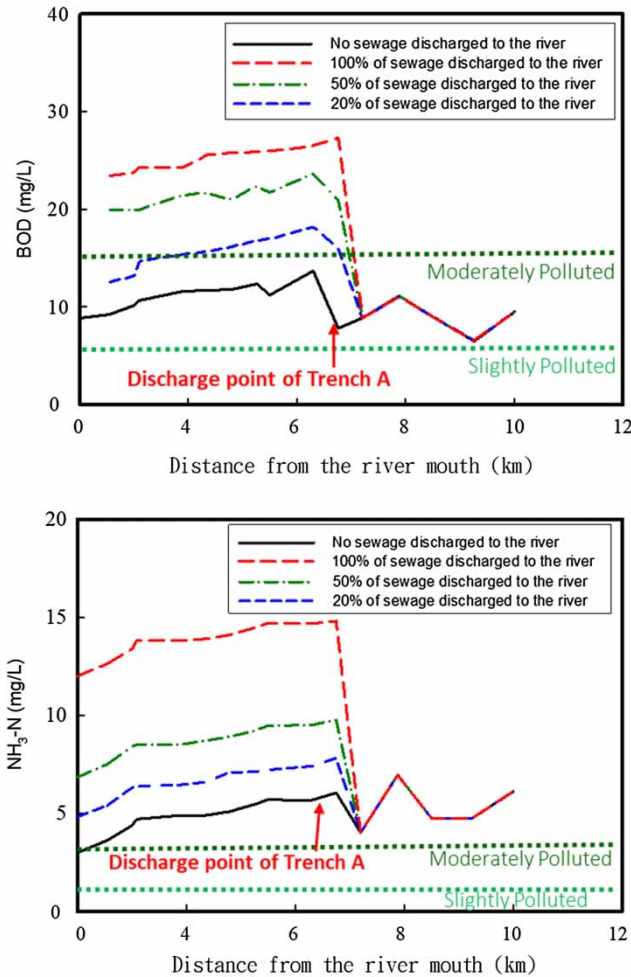 40
30
20
10
0
BOD (mg/L)
No sewage discharged to the river
100% of sewage discharged to the river
50% of sewage discharged to the river
20% of sewage discharged to the river
Moderately Polluted
Discharge point of Trench A
Slightly Polluted
0 2 4 6 8 10 12
Distance from the river mouth (km)
20
15
10
5
0
NH3-N (mg/L)
No sewage discharged to the river
100% of sewage discharged to the river
50% of sewage discharged to the river
20% of sewage discharged to the river
Moderately Polluted
Discharge point of Trench A
Slightly Polluted
0 2 4 6 8 10 12
Distance from the river mouth (km)